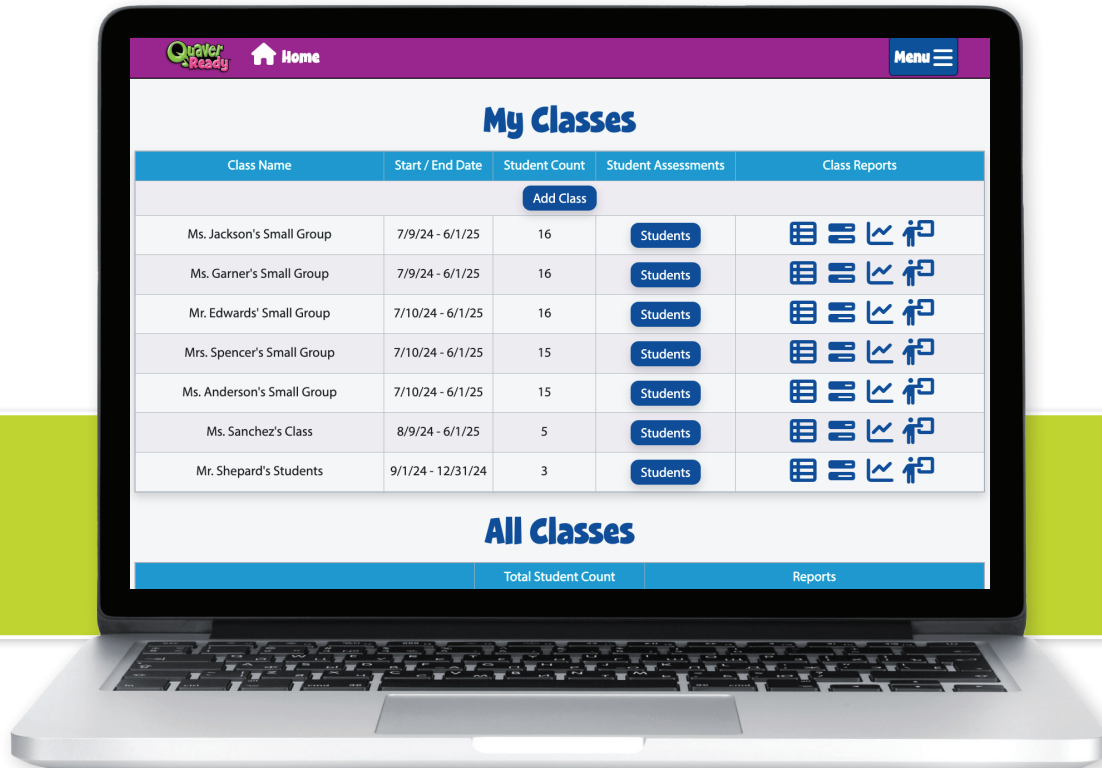 Quaver Ready Home Menu
My Classes
Class Name Start / End Date Student Count Student Assessments Class Reports
Add Class
Ms. Jackson's Small Group 7/9/24 - 6/1/25 16 Students
Ms. Garner's Small Group 7/9/24 - 6/1/25 16 Students
Mr. Edwards' Small Group 7/10/24 - 6/1/25 16 Students
Mrs. Spencer's Small Group 7/10/24 - 6/1/25 15 Students
Ms. Anderson's Small Group 7/10/24 - 6/1/25 15 Students
Ms. Sanchez's Class 8/9/24 - 6/1/25 5 Students
Mr. Shepard's Students 9/1/24 - 12/31/24 3 Students
All Classes
Total Student Count Reports